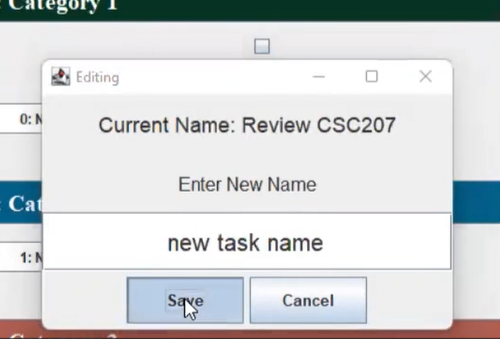 : Category 1
Editing
Current Name: Review CSC207
0: N
Enter New Name
: Cat
new task name
1: N
Save
Cancel